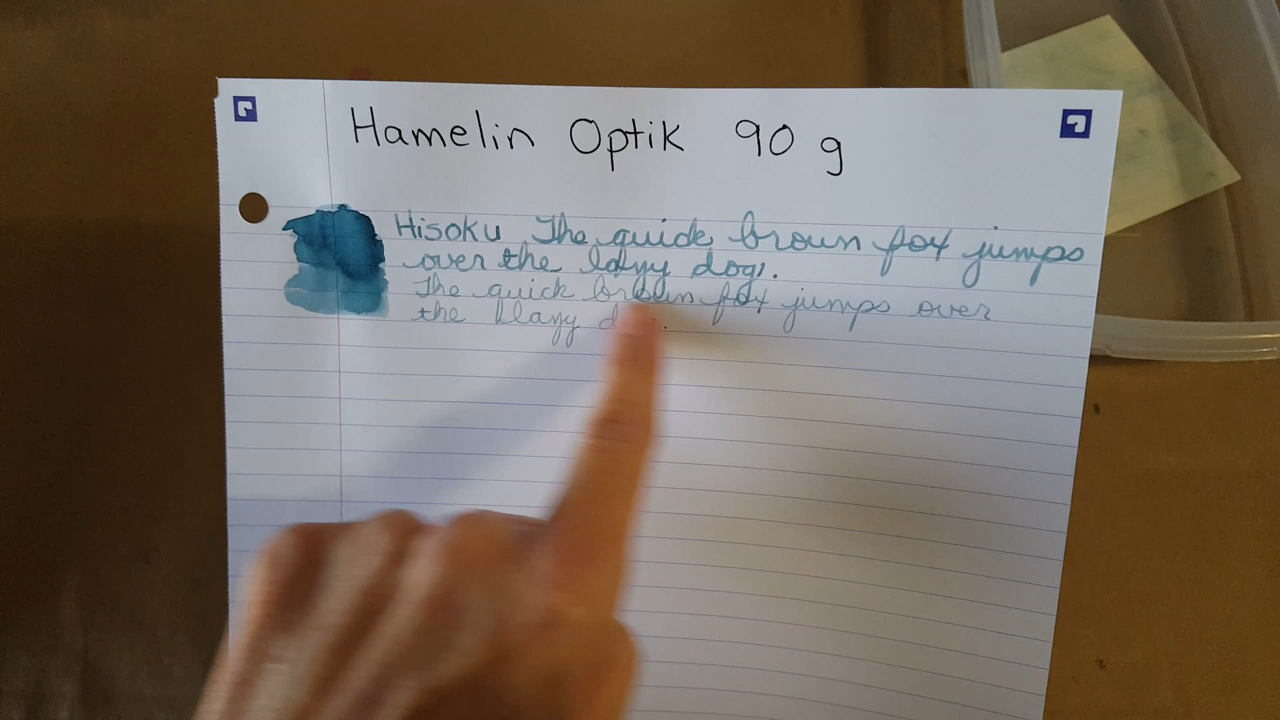 Hamelin Optik 90 g
Hisoku The quick brown fox jumps
over the lazy dog.
The quick brown fox jumps over
the blazy